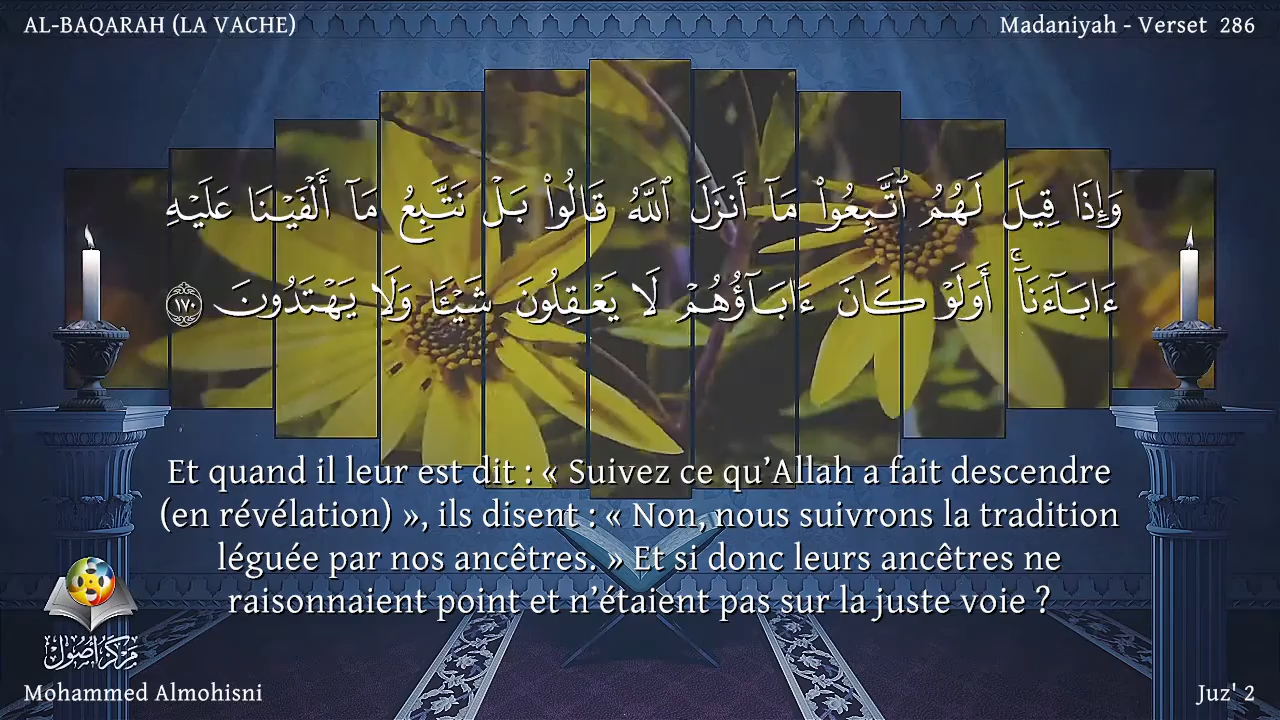 AL-BAQARAH (LA VACHE)
Madaniyah - Verset 286
وَإِذَا قِيلَ لَهُمُ ٱتَّبِعُوا۟ مَآ أَنزَلَ ٱللَّهُ قَالُوا۟ بَلْ نَتَّبِعُ مَآ أَلْفَيْنَا عَلَيْهِ
ءَابَآءَنَآ ۗ أَوَلَوْ كَانَ ءَابَآؤُهُمْ لَا يَعْقِلُونَ شَيْـًٔا وَلَا يَهْتَدُونَ ١٧٠
Et quand il leur est dit : « Suivez ce qu’Allah a fait descendre
(en révélation) », ils disent : « Non, nous suivrons la tradition
léguée par nos ancêtres. » Et si donc leurs ancêtres ne
raisonnaient point et n’étaient pas sur la juste voie ?
مركز أصول
Mohammed Almohisni
Juz' 2